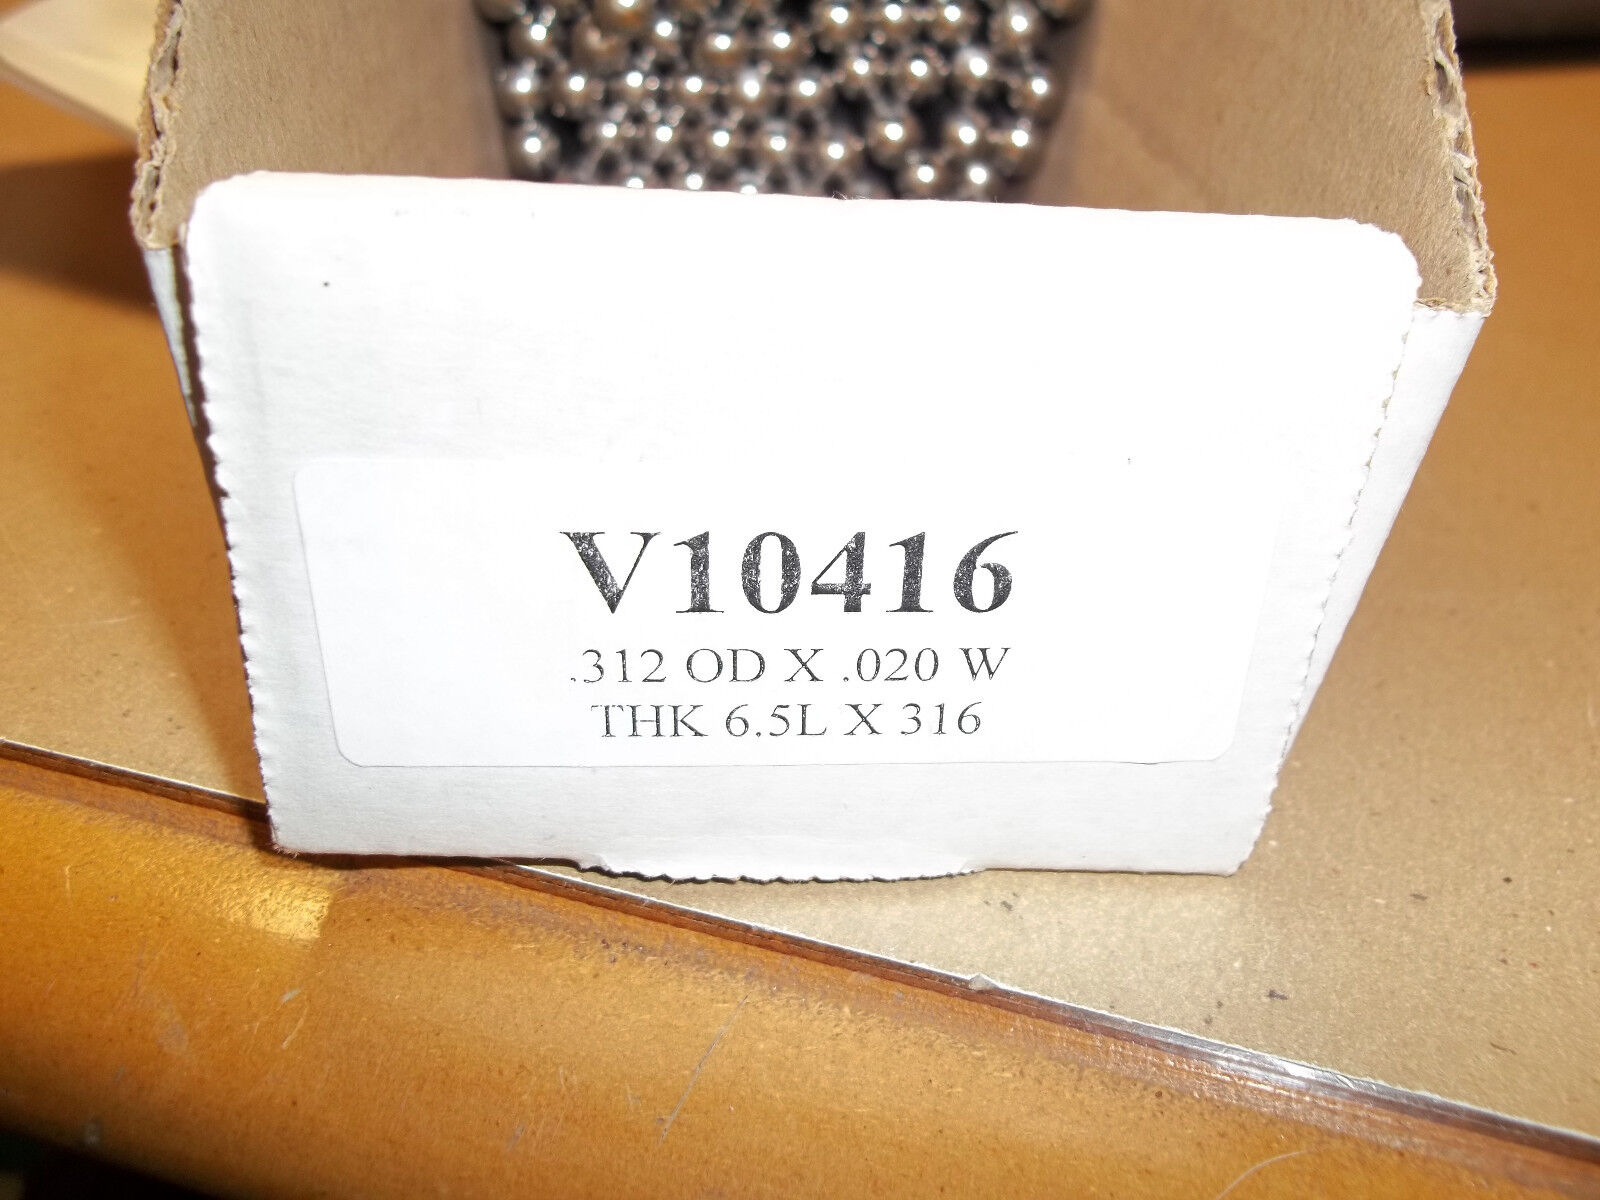 V10416
.312 OD X .020 W
THK 6.5L X 316